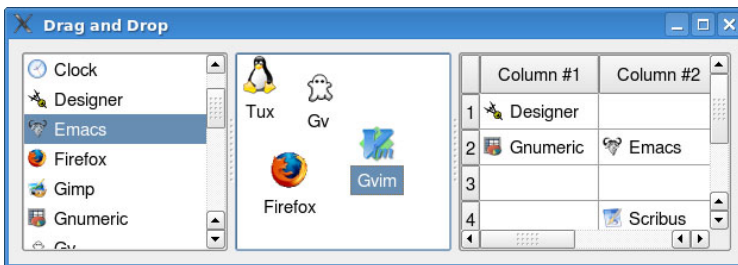 Drag and Drop
Clock
Designer
Emacs
Firefox
Gimp
Gnumeric
Gv
Tux
Gv
Gvim
Firefox
Column #1 Column #2
1 Designer
2 Gnumeric Emacs
3
4 Scribus